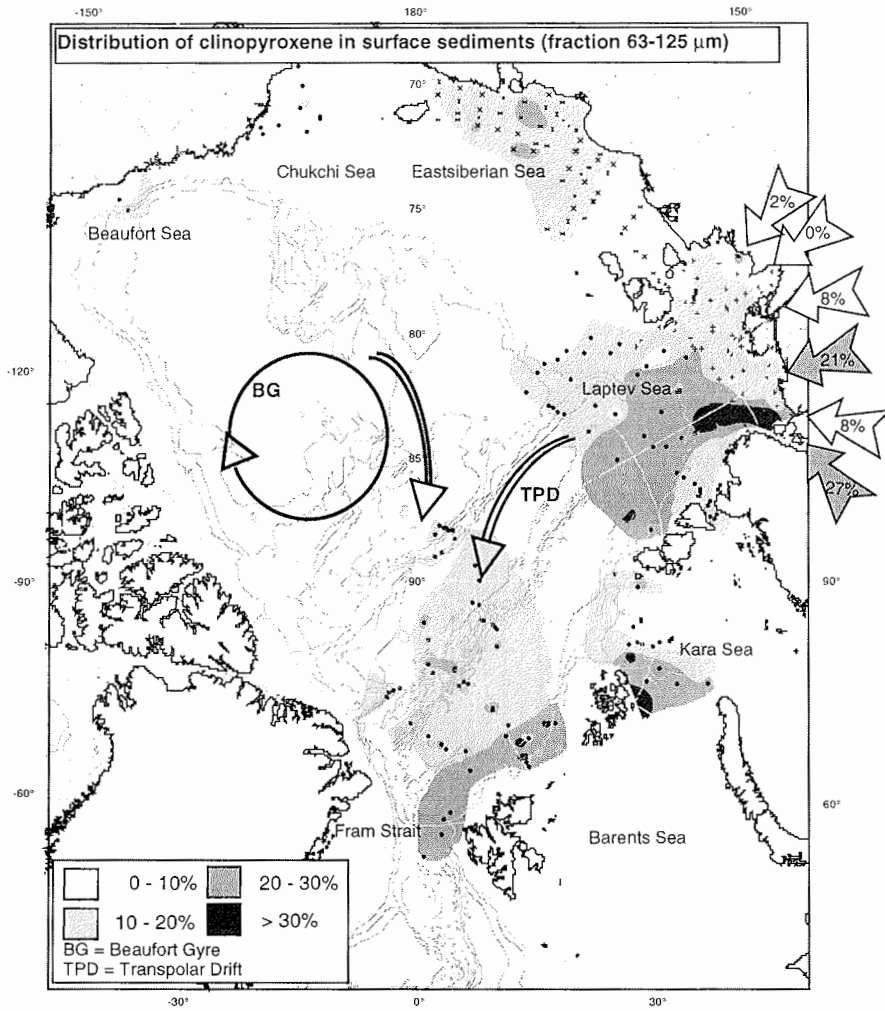 -150° 180° 150°
Distribution of clinopyroxene in surface sediments (fraction 63-125 µm)
70°
Chukchi Sea Eastsiberian Sea
75°
2%
0%
Beaufort Sea
8%
80°
21%
-120°
BG
Laptev Sea
8%
85°
TPD
27%
-90° 90° 90°
Kara Sea
-60° 60°
Fram Strait
Barents Sea
0 - 10% 20 - 30%
10 - 20% > 30%
BG = Beaufort Gyre
TPD = Transpolar Drift
-30° 0° 30°